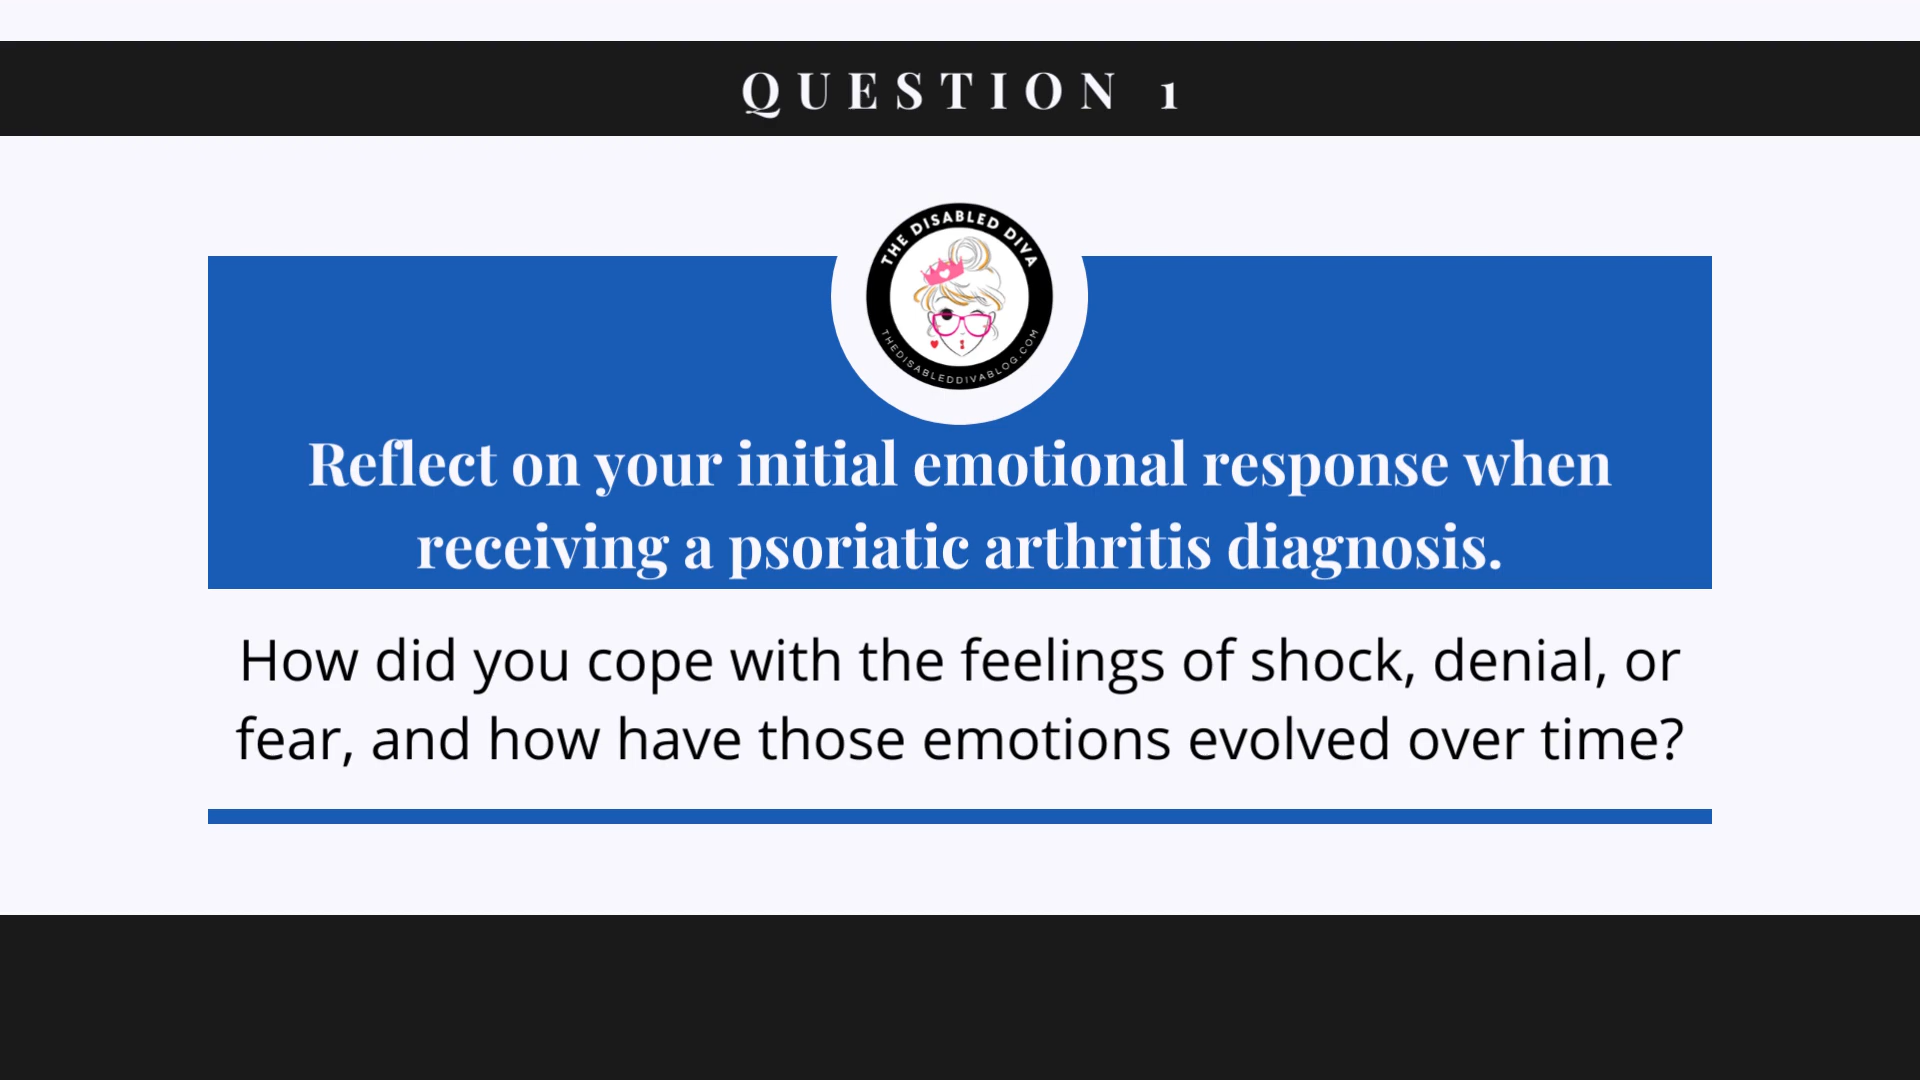 QUESTION 1
THE DISABLED DIVA
THEDISABLEDDIVABLOG.COM
Reflect on your initial emotional response when
receiving a psoriatic arthritis diagnosis.
How did you cope with the feelings of shock, denial, or
fear, and how have those emotions evolved over time?